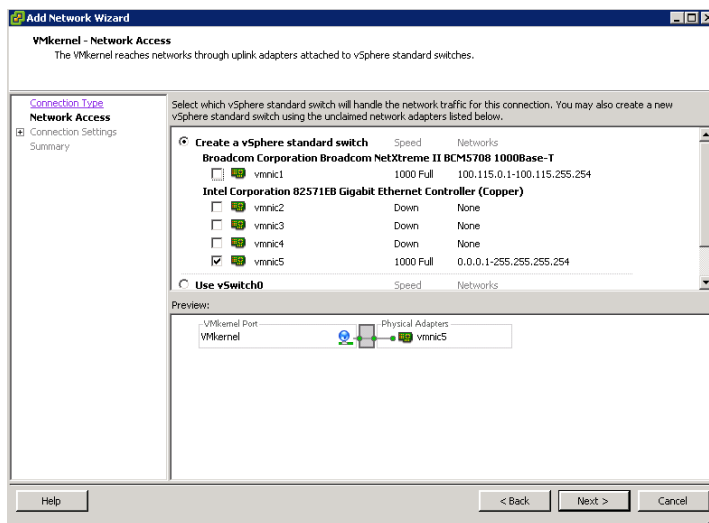 Add Network Wizard
VMkernel - Network Access
The VMkernel reaches networks through uplink adapters attached to vSphere standard switches.
Connection Type
Network Access
Connection Settings
Summary
Select which vSphere standard switch will handle the network traffic for this connection. You may also create a new
vSphere standard switch using the unclaimed network adapters listed below.
Create a vSphere standard switch Speed Networks
Broadcom Corporation Broadcom NetXtreme II BCM5708 1000Base-T
vmnic1 1000 Full 100.115.0.1-100.115.255.254
Intel Corporation 82571EB Gigabit Ethernet Controller (Copper)
vmnic2 Down None
vmnic3 Down None
vmnic4 Down None
vmnic5 1000 Full 0.0.0.1-255.255.255.254
Use vSwitch0 Speed Networks
Preview:
VMkernel Port Physical Adapters
VMkernel vmnic5
Help < Back Next > Cancel